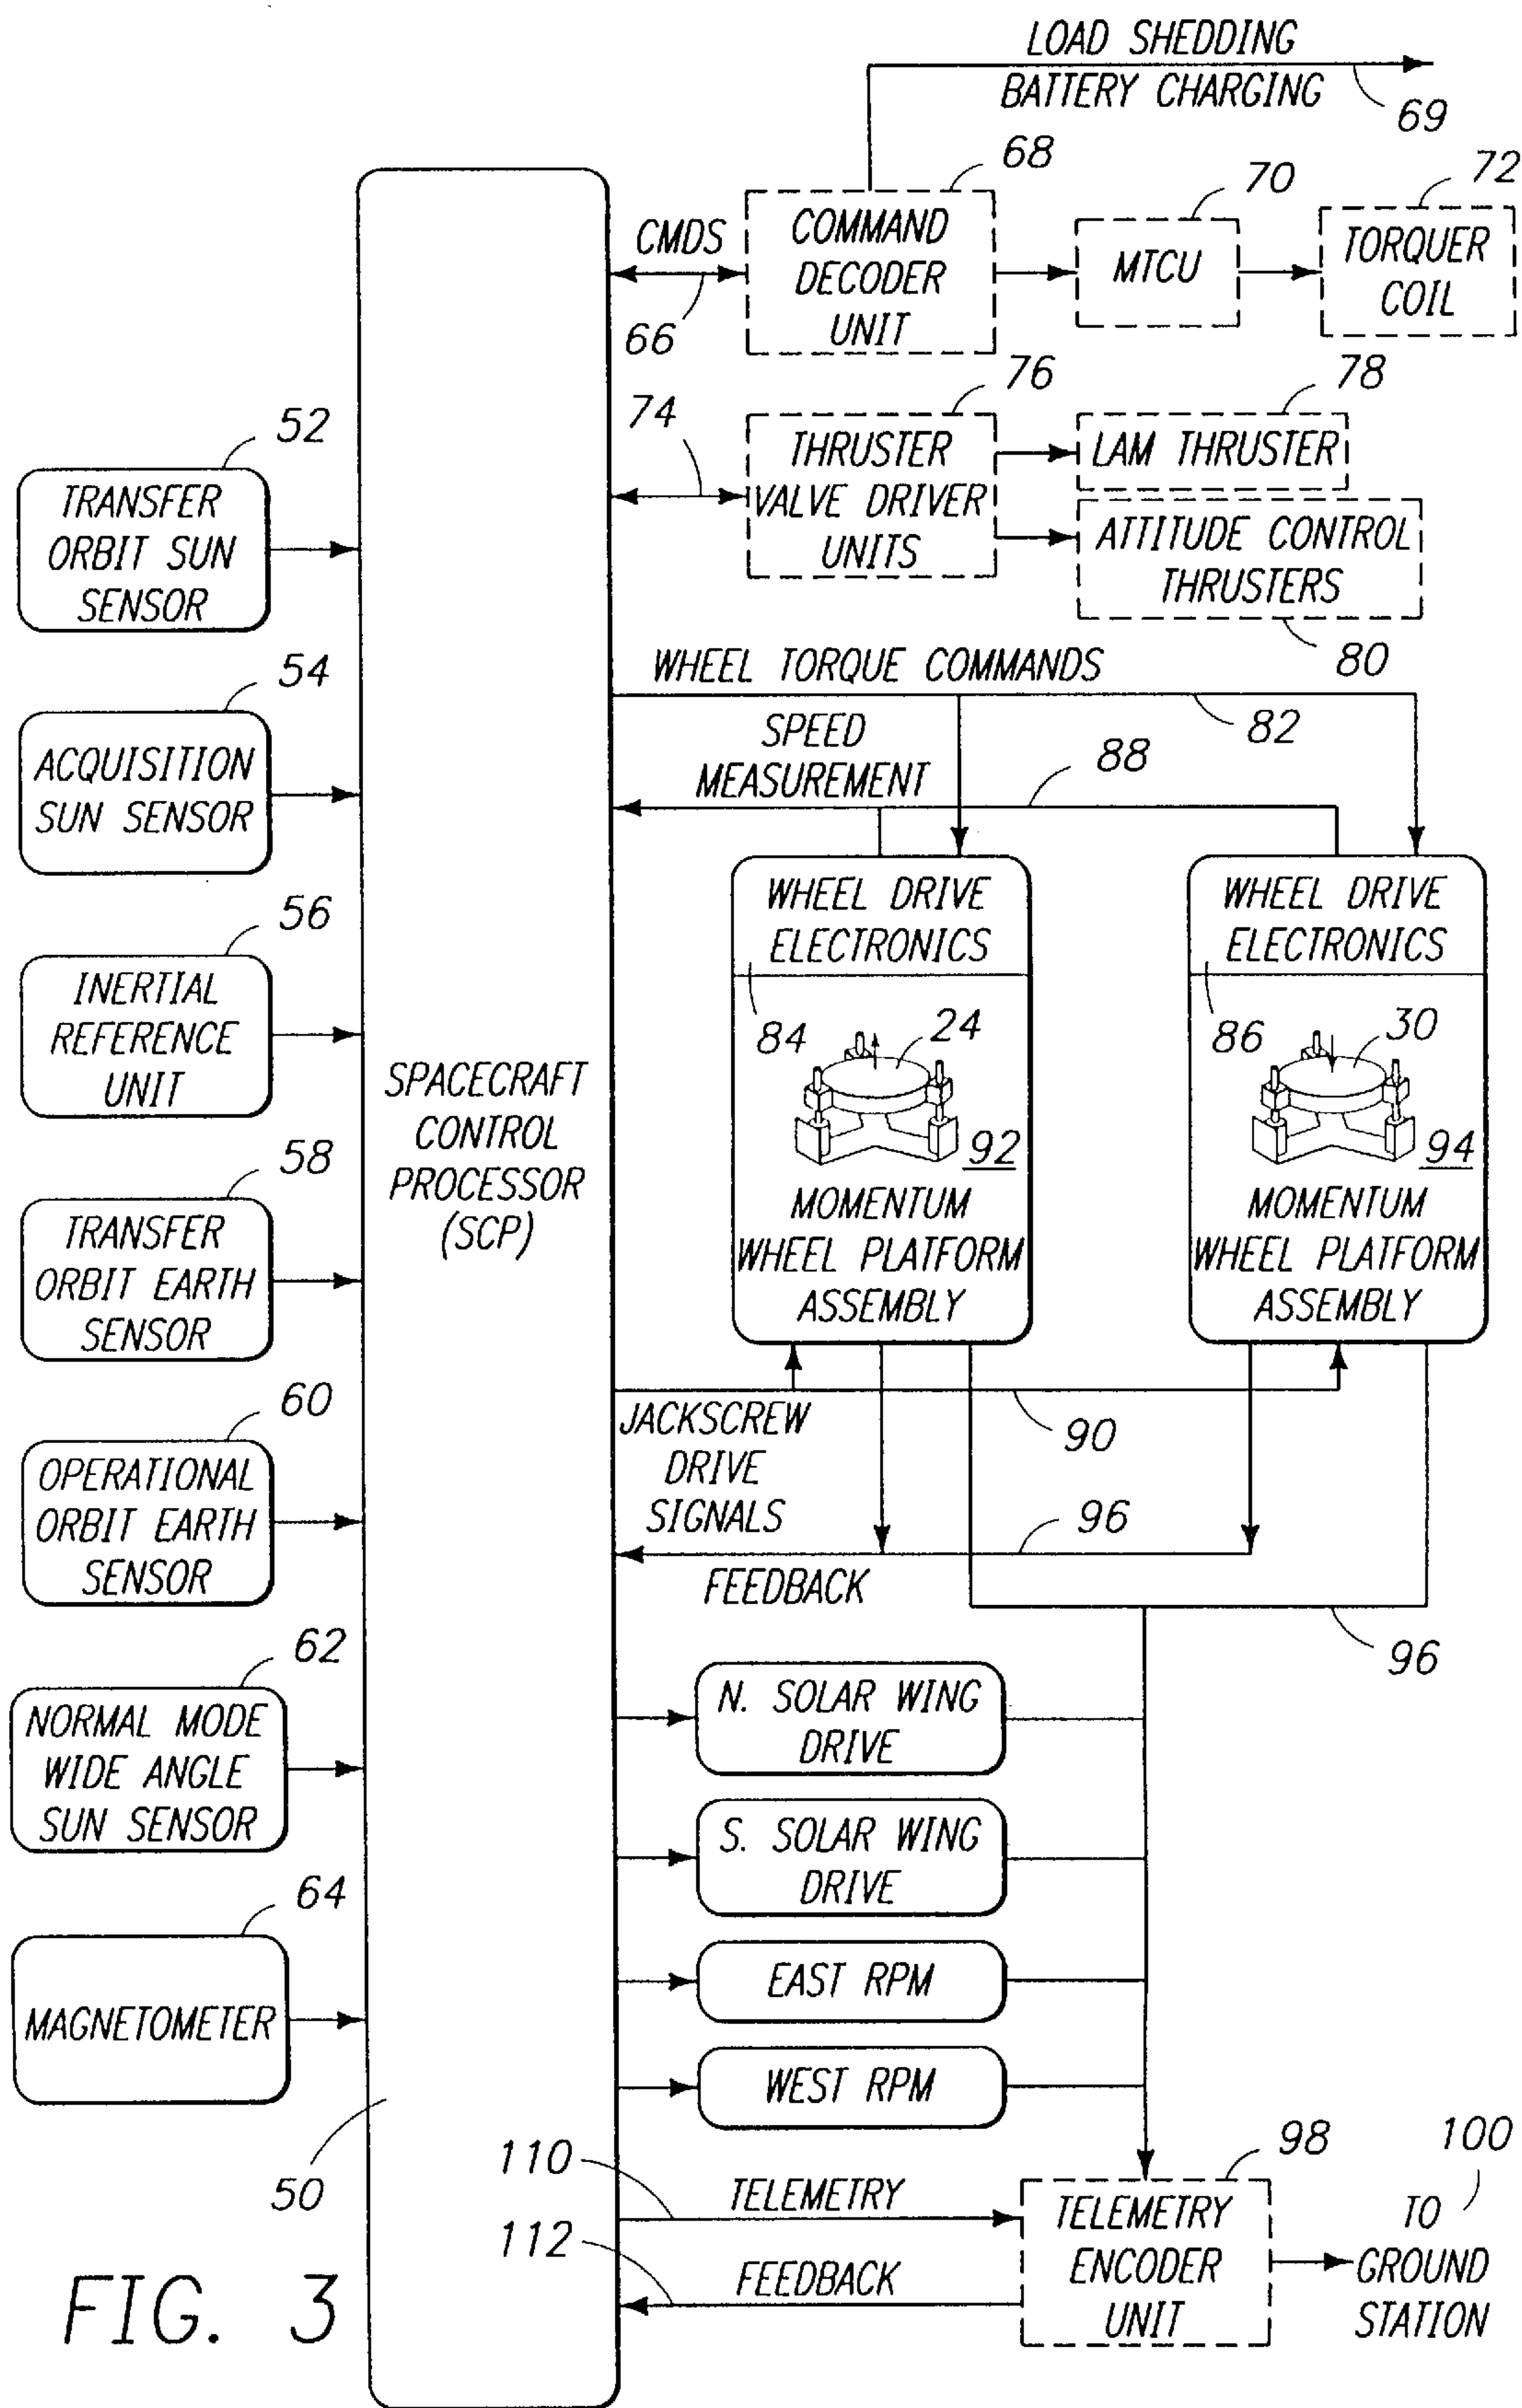 LOAD SHEDDING
BATTERY CHARGING
69
68
70
72
CMDS
66
COMMAND
DECODER
UNIT
MTCU
TORQUER
COIL
74
76
78
THRUSTER
VALVE DRIVER
UNITS
LAM THRUSTER
ATTITUDE CONTROL
THRUSTERS
80
52
TRANSFER
ORBIT SUN
SENSOR
54
ACQUISITION
SUN SENSOR
56
INERTIAL
REFERENCE
UNIT
58
TRANSFER
ORBIT EARTH
SENSOR
60
OPERATIONAL
ORBIT EARTH
SENSOR
62
NORMAL MODE
WIDE ANGLE
SUN SENSOR
64
MAGNETOMETER
SPACECRAFT
CONTROL
PROCESSOR
(SCP)
50
WHEEL TORQUE COMMANDS
82
SPEED
MEASUREMENT
88
WHEEL DRIVE
ELECTRONICS
84
24
92
MOMENTUM
WHEEL PLATFORM
ASSEMBLY
WHEEL DRIVE
ELECTRONICS
86
30
94
MOMENTUM
WHEEL PLATFORM
ASSEMBLY
JACKSCREW
DRIVE
SIGNALS
90
96
FEEDBACK
96
N. SOLAR WING
DRIVE
S. SOLAR WING
DRIVE
EAST RPM
WEST RPM
110
TELEMETRY
112
FEEDBACK
98
TELEMETRY
ENCODER
UNIT
100
TO
GROUND
STATION
FIG. 3